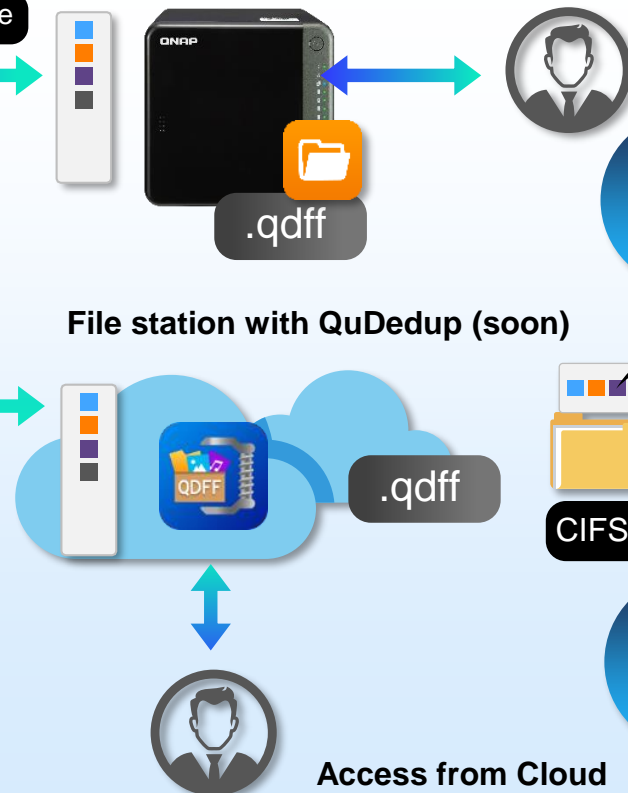 e
QNAP
.qdff
File station with QuDedup (soon)
QDFF
.qdff
CIFS
Access from Cloud